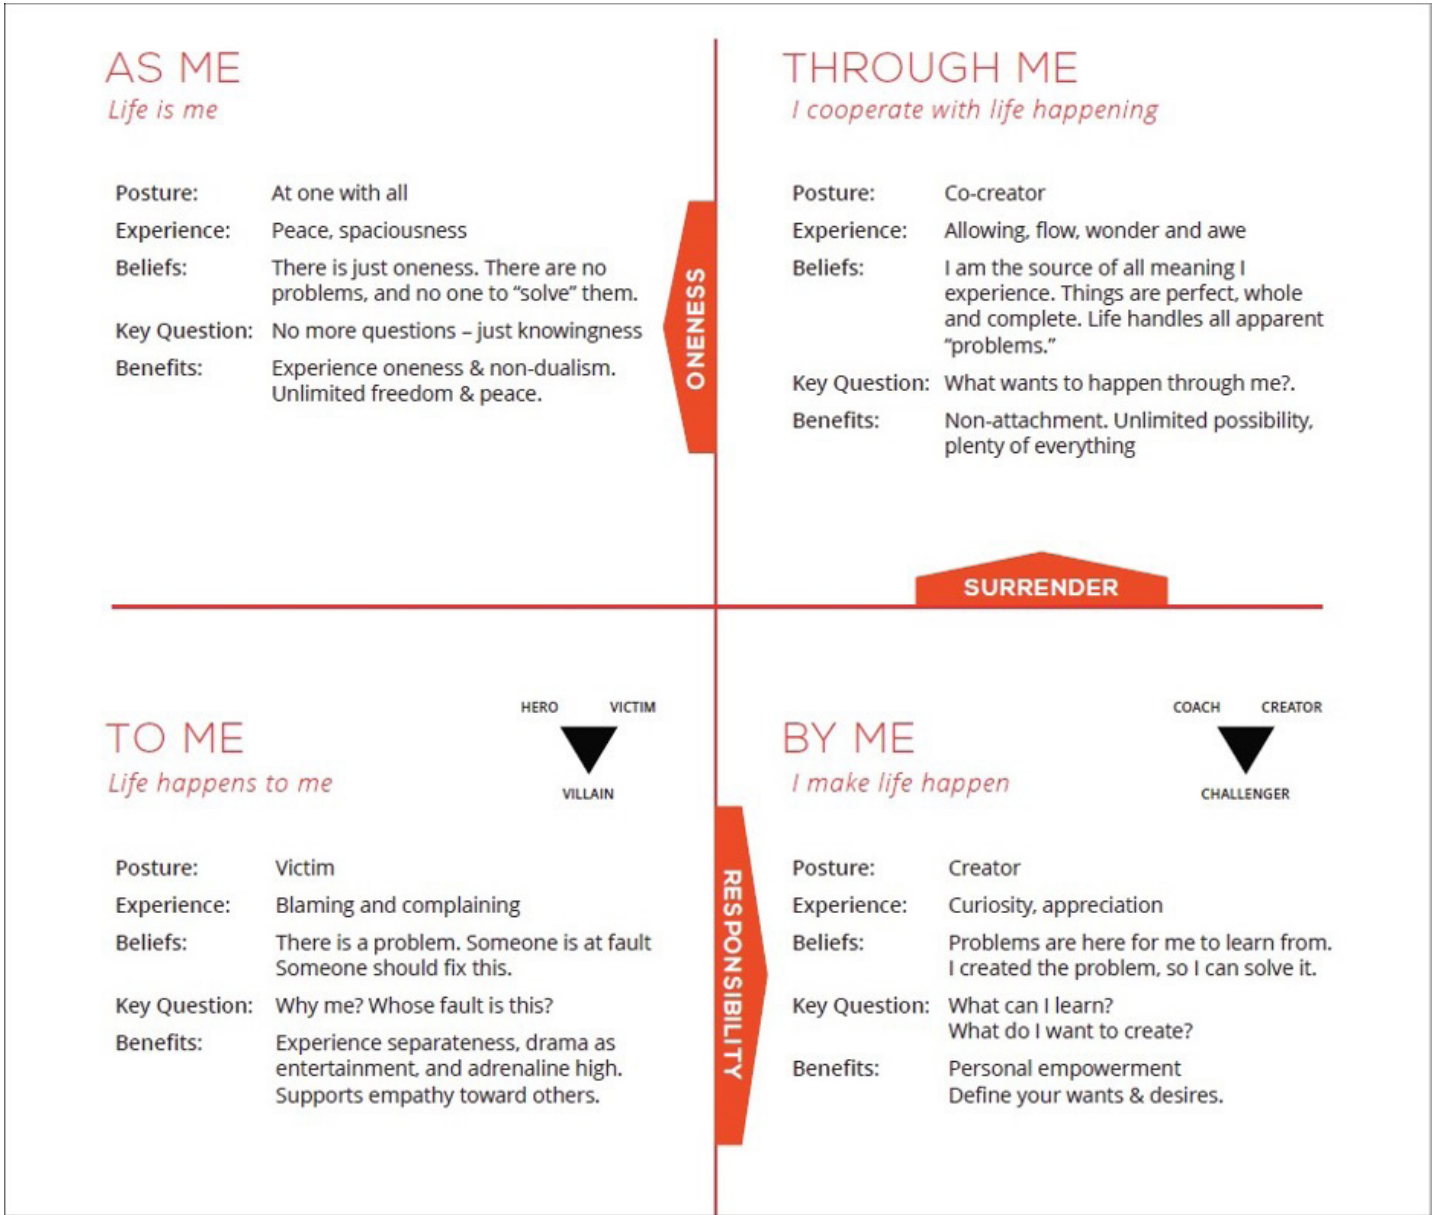 AS ME
Life is me
Posture: At one with all
Experience: Peace, spaciousness
Beliefs: There is just oneness. There are no
problems, and no one to “solve” them.
Key Question: No more questions – just knowingness
Benefits: Experience oneness & non-dualism.
Unlimited freedom & peace.
ONENESS
THROUGH ME
I cooperate with life happening
Posture: Co-creator
Experience: Allowing, flow, wonder and awe
Beliefs: I am the source of all meaning I
experience. Things are perfect, whole
and complete. Life handles all apparent
“problems.”
Key Question: What wants to happen through me?.
Benefits: Non-attachment. Unlimited possibility,
plenty of everything
SURRENDER
TO ME
Life happens to me
HERO VICTIM
VILLAIN
Posture: Victim
Experience: Blaming and complaining
Beliefs: There is a problem. Someone is at fault
Someone should fix this.
Key Question: Why me? Whose fault is this?
Benefits: Experience separateness, drama as
entertainment, and adrenaline high.
Supports empathy toward others.
RESPONSIBILITY
BY ME
I make life happen
COACH CREATOR
CHALLENGER
Posture: Creator
Experience: Curiosity, appreciation
Beliefs: Problems are here for me to learn from.
I created the problem, so I can solve it.
Key Question: What can I learn?
What do I want to create?
Benefits: Personal empowerment
Define your wants & desires.